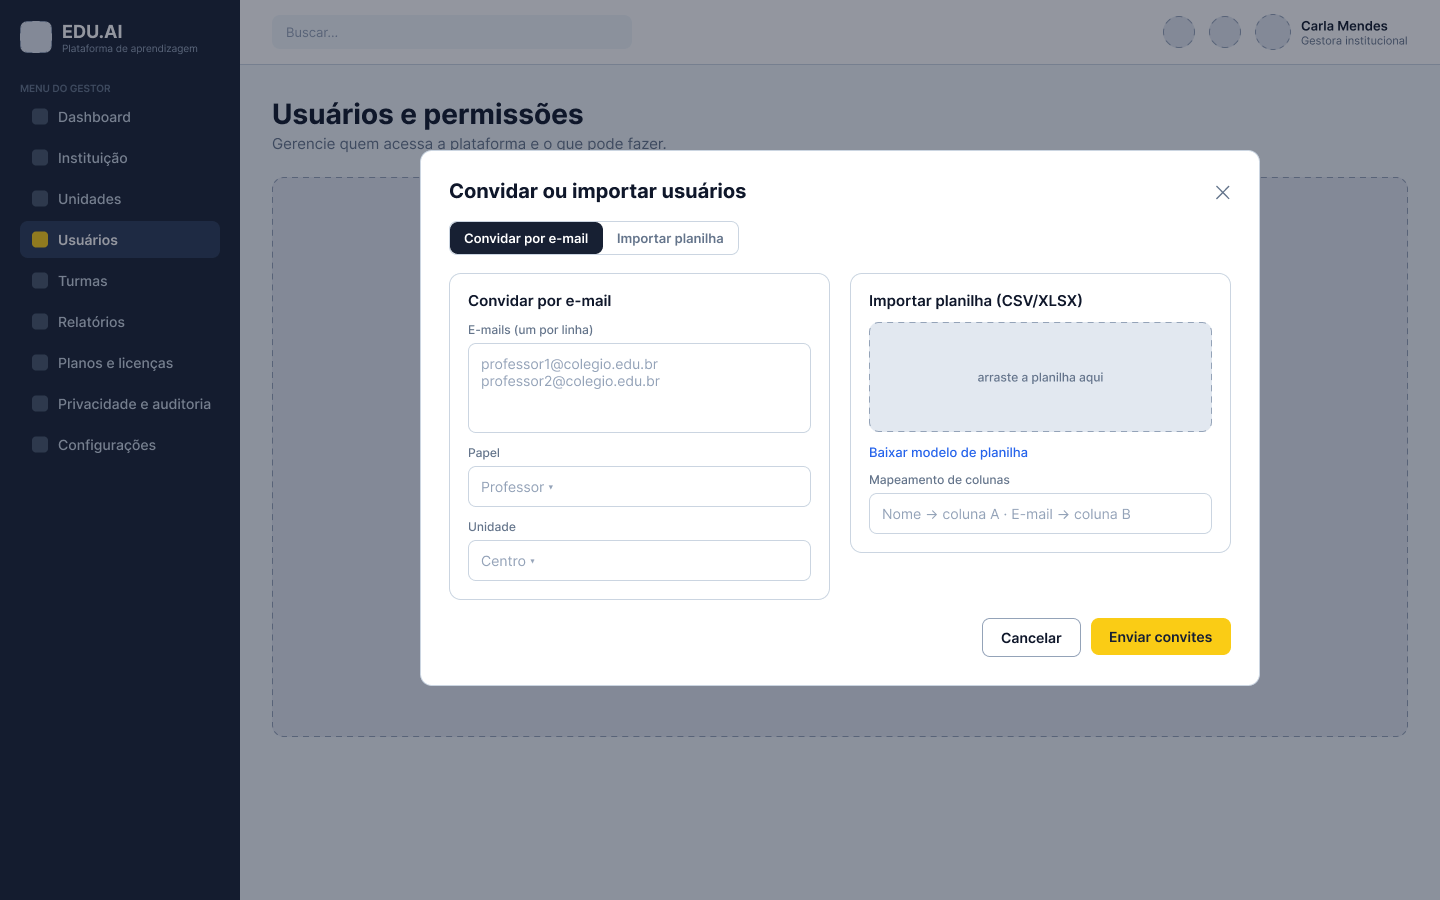 EDU.AI
Plataforma de aprendizagem
MENU DO GESTOR
Dashboard
Instituição
Unidades
Usuários
Turmas
Relatórios
Planos e licenças
Privacidade e auditoria
Configurações
Buscar...
Carla Mendes
Gestora institucional
Usuários e permissões
Gerencie quem acessa a plataforma e o que pode fazer.
Convidar ou importar usuários
Convidar por e-mail
Importar planilha
Convidar por e-mail
E-mails (um por linha)
professor1@colegio.edu.br
professor2@colegio.edu.br
Papel
Professor ▾
Unidade
Centro ▾
Importar planilha (CSV/XLSX)
arraste a planilha aqui
Baixar modelo de planilha
Mapeamento de colunas
Nome → coluna A · E-mail → coluna B
Cancelar
Enviar convites